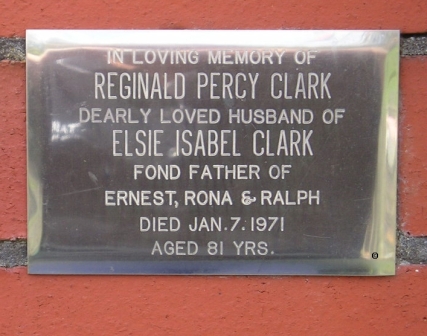 IN LOVING MEMORY OF
REGINALD PERCY CLARK
DEARLY LOVED HUSBAND OF
ELSIE ISABEL CLARK
FOND FATHER OF
ERNEST, RONA & RALPH
DIED JAN. 7. 1971
AGED 81 YRS.